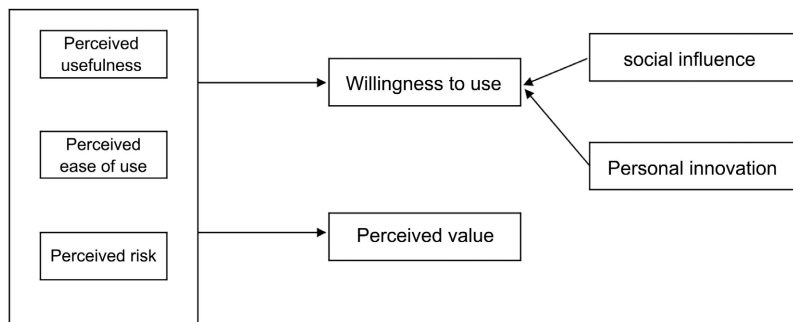 Perceived
usefulness
Perceived
ease of use
Perceived risk
Willingness to use
Perceived value
social influence
Personal innovation